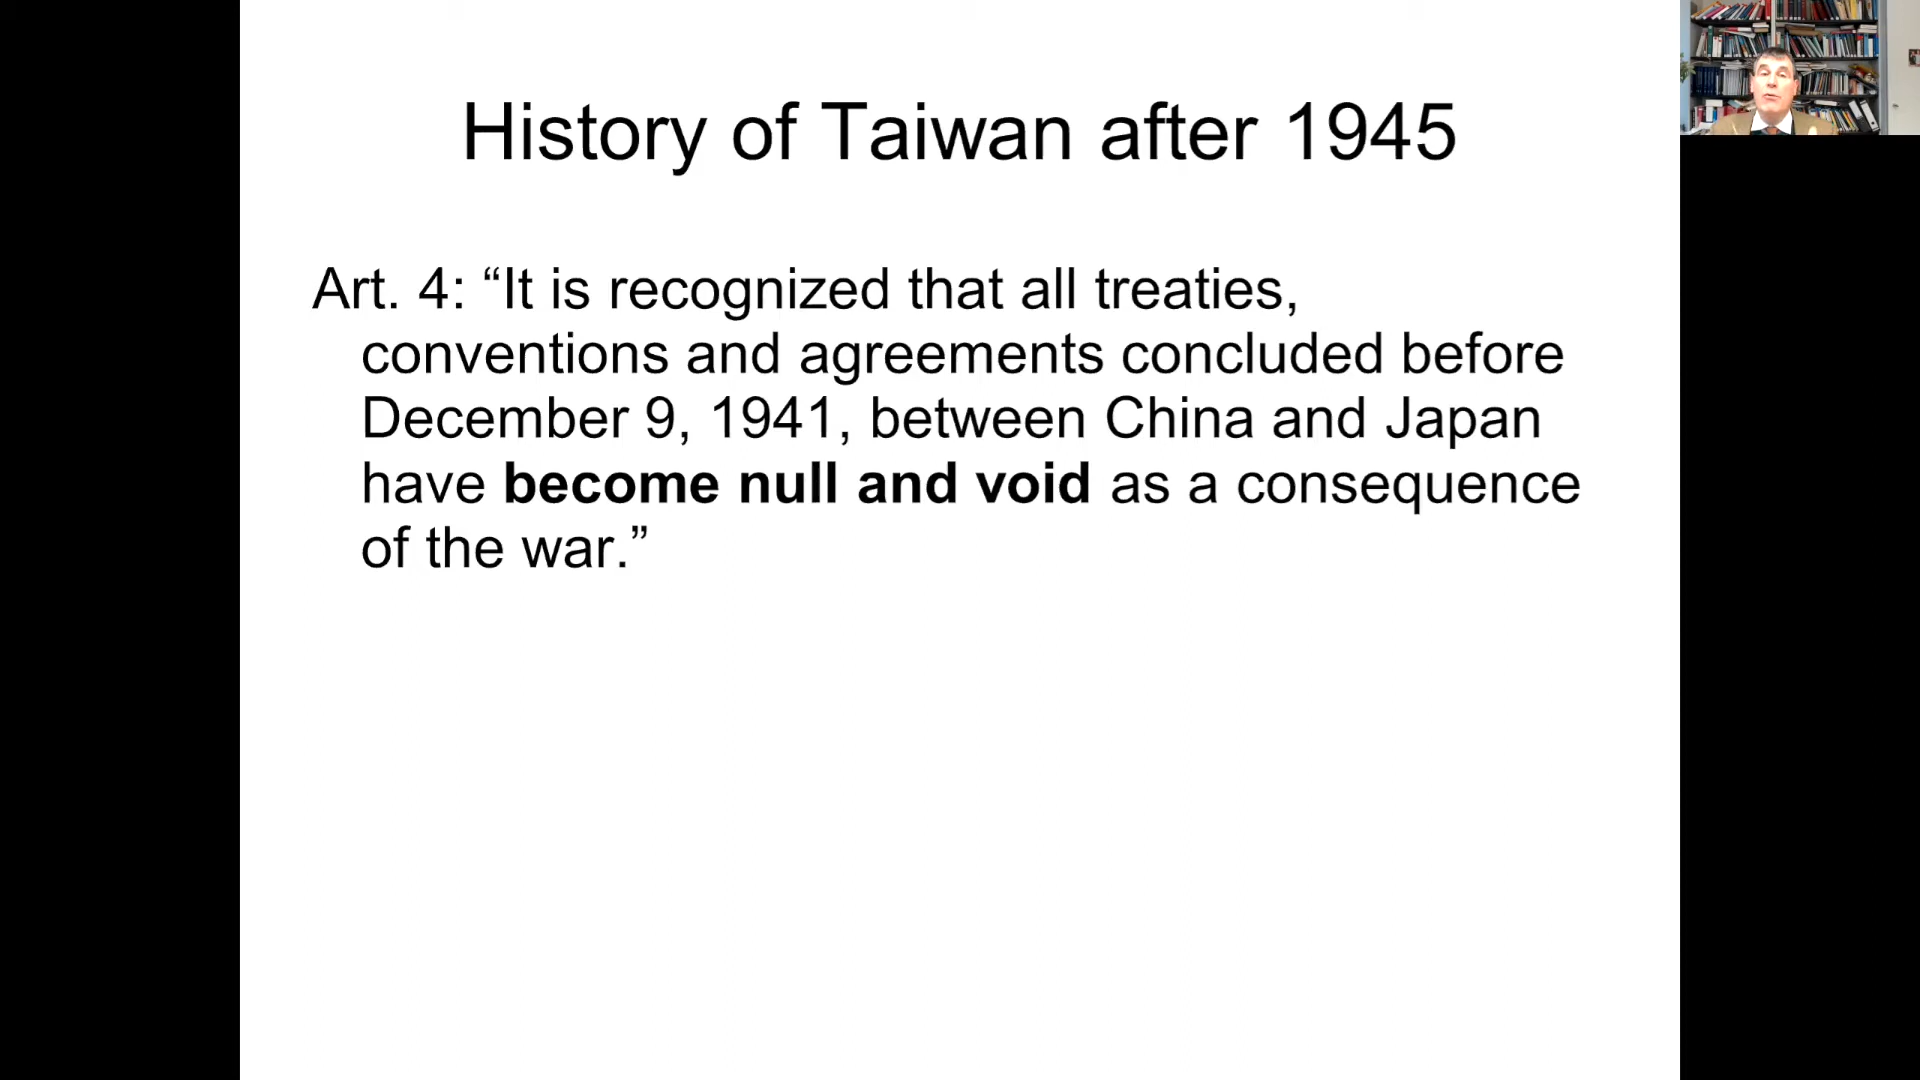 History of Taiwan after 1945
Art. 4: “It is recognized that all treaties,
conventions and agreements concluded before
December 9, 1941, between China and Japan
have become null and void as a consequence
of the war.”